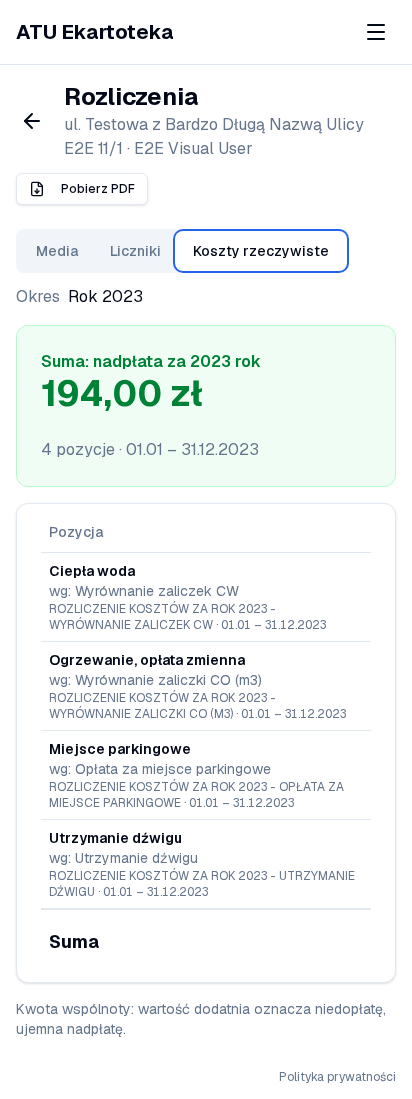 ATU Ekartoteka
Rozliczenia
ul. Testowa z Bardzo Długą Nazwą Ulicy
E2E 11/1 · E2E Visual User
Pobierz PDF
Media Liczniki Koszty rzeczywiste
Okres Rok 2023
Suma: nadpłata za 2023 rok
194,00 zł
4 pozycje · 01.01 – 31.12.2023
Pozycja
Ciepła woda
wg: Wyrównanie zaliczek CW
ROZLICZENIE KOSZTÓW ZA ROK 2023 -
WYRÓWNANIE ZALICZEK CW · 01.01 – 31.12.2023
Ogrzewanie, opłata zmienna
wg: Wyrównanie zaliczki CO (m3)
ROZLICZENIE KOSZTÓW ZA ROK 2023 -
WYRÓWNANIE ZALICZKI CO (M3) · 01.01 – 31.12.2023
Miejsce parkingowe
wg: Opłata za miejsce parkingowe
ROZLICZENIE KOSZTÓW ZA ROK 2023 - OPŁATA ZA
MIEJSCE PARKINGOWE · 01.01 – 31.12.2023
Utrzymanie dźwigu
wg: Utrzymanie dźwigu
ROZLICZENIE KOSZTÓW ZA ROK 2023 - UTRZYMANIE
DŹWIGU · 01.01 – 31.12.2023
Suma
Kwota wspólnoty: wartość dodatnia oznacza niedopłatę,
ujemna nadpłatę.
Polityka prywatności